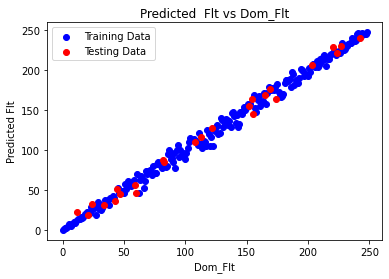 Predicted  Flt vs Dom_Flt
Training Data
Testing Data
Predicted Flt
250
200
150
100
50
0
0
50
100
150
200
250
Dom_Flt